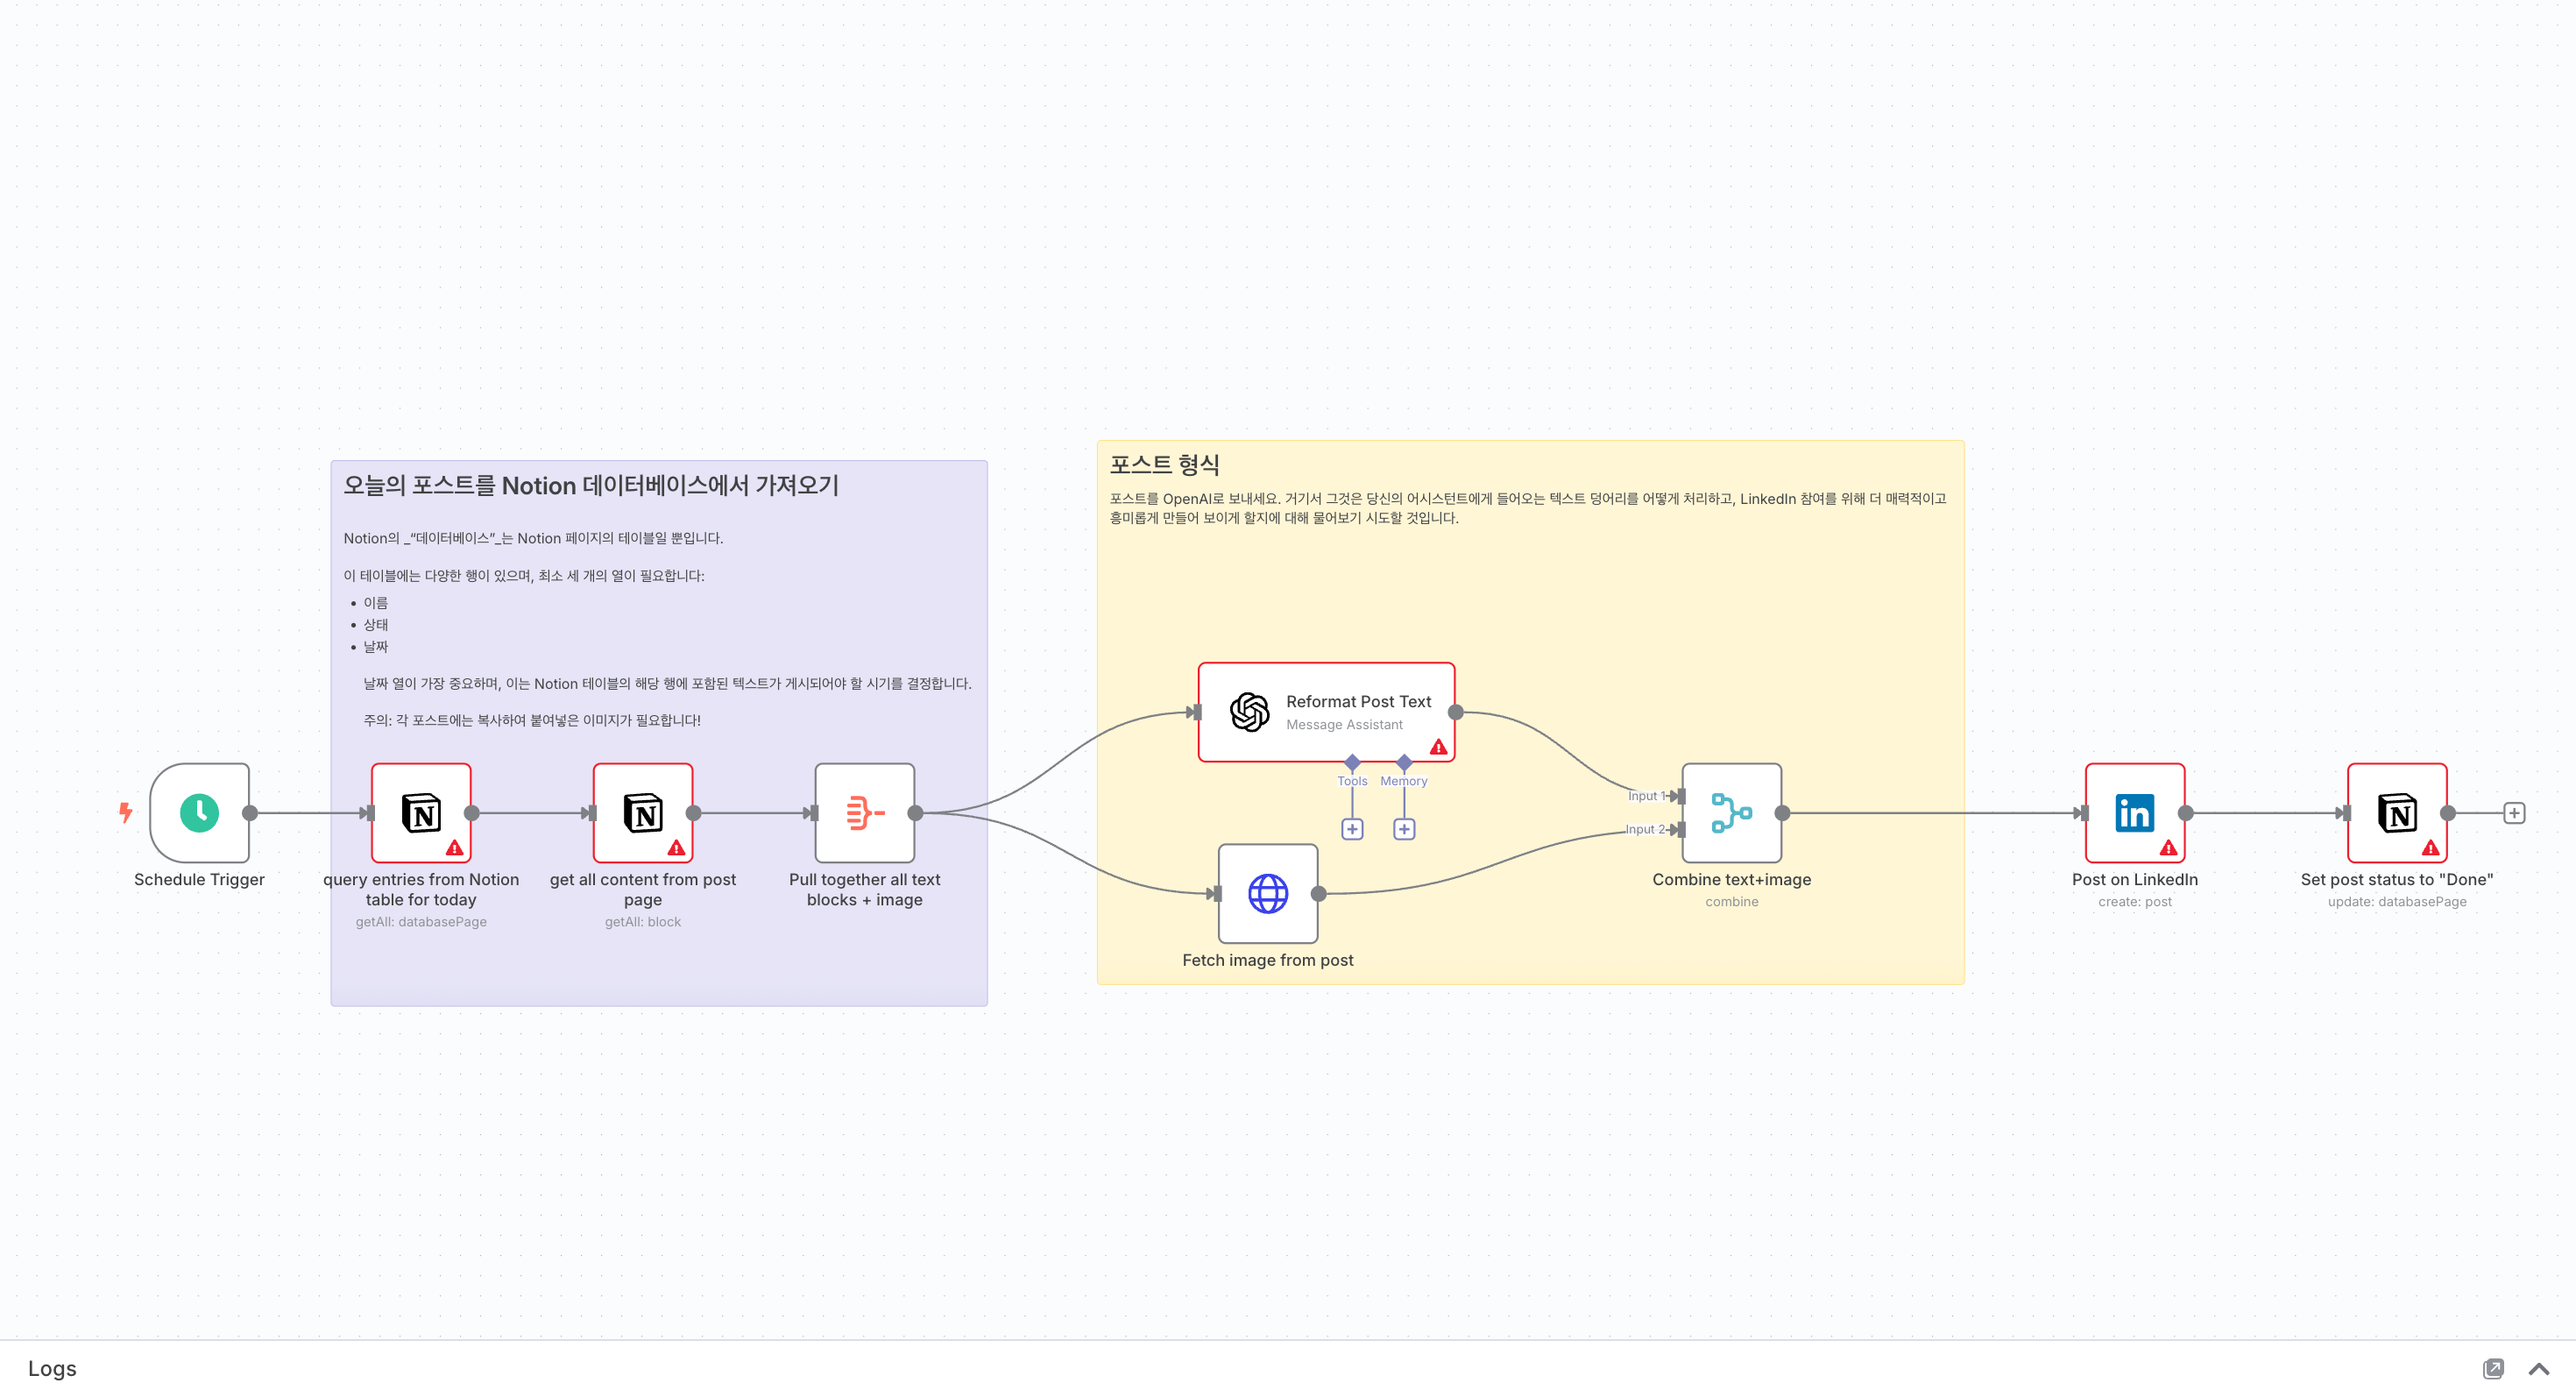 오늘의 포스트를 Notion 데이터베이스에서 가져오기
Notion의 _“데이터베이스”_는 Notion 페이지의 테이블일 뿐입니다.
이 테이블에는 다양한 행이 있으며, 최소 세 개의 열이 필요합니다:
• 이름
• 상태
• 날짜
날짜 열이 가장 중요하며, 이는 Notion 테이블의 해당 행에 포함된 텍스트가 게시되어야 할 시기를 결정합니다.
주의: 각 포스트에는 복사하여 붙여넣은 이미지가 필요합니다!
Schedule Trigger
query entries from Notion
table for today
getAll: databasePage
get all content from post
page
getAll: block
Pull together all text
blocks + image
포스트 형식
포스트를 OpenAI로 보내세요. 거기서 그것은 당신의 어시스턴트에게 들어오는 텍스트 덩어리를 어떻게 처리하고, LinkedIn 참여를 위해 더 매력적이고
흥미롭게 만들어 보이게 할지에 대해 물어보기 시도할 것입니다.
Reformat Post Text
Message Assistant
Tools
Memory
Fetch image from post
Input 1
Input 2
Combine text+image
combine
in
Post on LinkedIn
create: post
Set post status to "Done"
update: databasePage
Logs